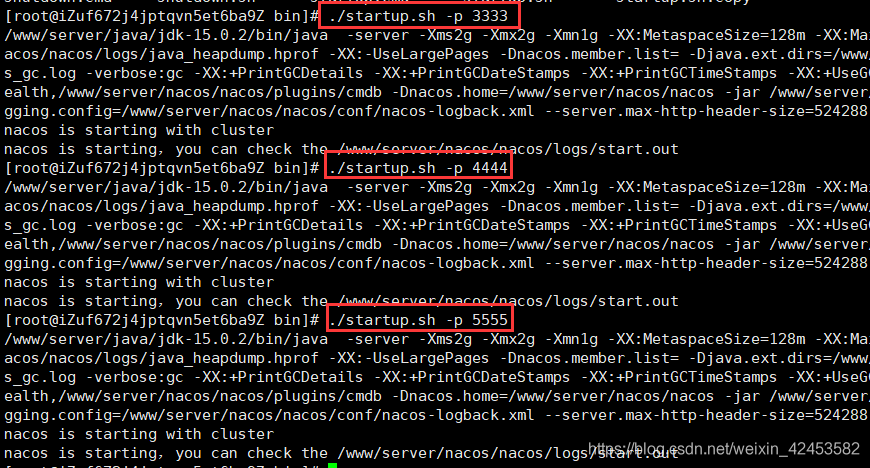 [root@iZuf672j4jptqvn5et6ba9Z bin]# ./startup.sh -p 3333
/www/server/java/jdk-15.0.2/bin/java  -server -Xms2g -Xmx2g -Xmn1g -XX:MetaspaceSize=128m -XX:Ma
acos/nacos/logs/java_heapdump.hprof -XX:-UseLargePages -Dnacos.member.list= -Djava.ext.dirs=/www
s_gc.log -verbose:gc -XX:+PrintGCDetails -XX:+PrintGCDateStamps -XX:+PrintGCTimeStamps -XX:+UseG
ealth,/www/server/nacos/nacos/plugins/cmdb -Dnacos.home=/www/server/nacos/nacos -jar /www/server
gging.config=/www/server/nacos/nacos/conf/nacos-logback.xml --server.max-http-header-size=524288
nacos is starting with cluster
nacos is starting，you can check the /www/server/nacos/nacos/logs/start.out
[root@iZuf672j4jptqvn5et6ba9Z bin]# ./startup.sh -p 4444
/www/server/java/jdk-15.0.2/bin/java  -server -Xms2g -Xmx2g -Xmn1g -XX:MetaspaceSize=128m -XX:Ma
acos/nacos/logs/java_heapdump.hprof -XX:-UseLargePages -Dnacos.member.list= -Djava.ext.dirs=/www
s_gc.log -verbose:gc -XX:+PrintGCDetails -XX:+PrintGCDateStamps -XX:+PrintGCTimeStamps -XX:+UseG
ealth,/www/server/nacos/nacos/plugins/cmdb -Dnacos.home=/www/server/nacos/nacos -jar /www/server
gging.config=/www/server/nacos/nacos/conf/nacos-logback.xml --server.max-http-header-size=524288
nacos is starting with cluster
nacos is starting，you can check the /www/server/nacos/nacos/logs/start.out
[root@iZuf672j4jptqvn5et6ba9Z bin]# ./startup.sh -p 5555
/www/server/java/jdk-15.0.2/bin/java  -server -Xms2g -Xmx2g -Xmn1g -XX:MetaspaceSize=128m -XX:Ma
acos/nacos/logs/java_heapdump.hprof -XX:-UseLargePages -Dnacos.member.list= -Djava.ext.dirs=/www
s_gc.log -verbose:gc -XX:+PrintGCDetails -XX:+PrintGCDateStamps -XX:+PrintGCTimeStamps -XX:+UseG
ealth,/www/server/nacos/nacos/plugins/cmdb -Dnacos.home=/www/server/nacos/nacos -jar /www/server
gging.config=/www/server/nacos/nacos/conf/nacos-logback.xml --server.max-http-header-size=524288
nacos is starting with cluster
nacos is starting，you can check the /www/server/nacos/nacos/logs/start.out
https://blog.csdn.net/weixin_42453582